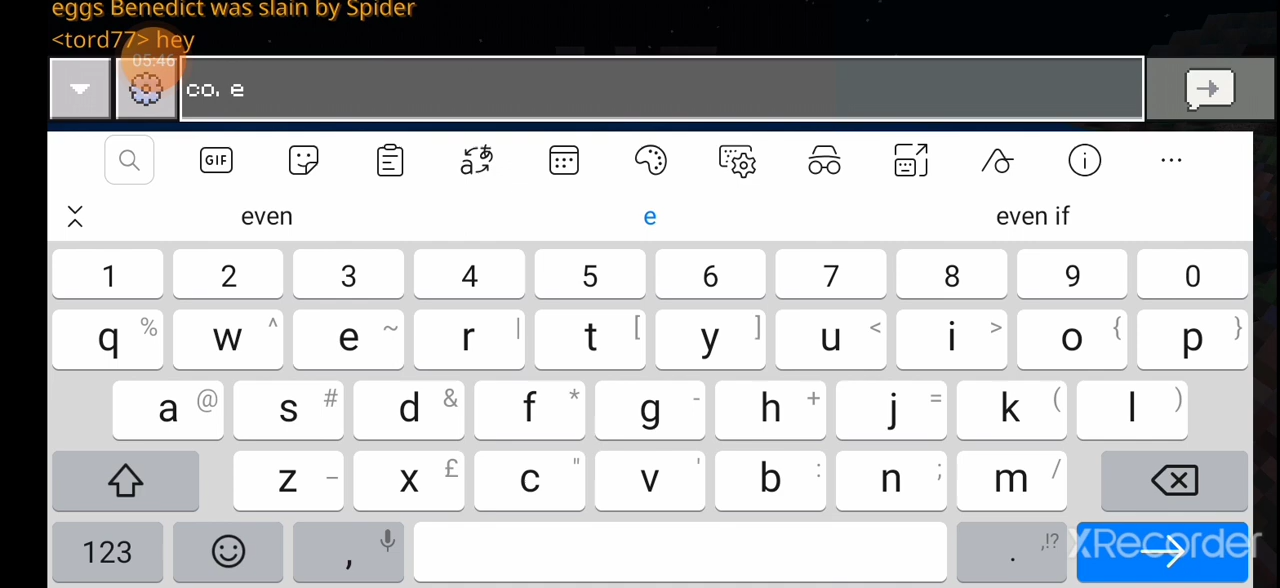 eggs Benedict was slain by Spider
<tord77> hey
05:46
co. e
GIF
even e even if
1 2 3 4 5 6 7 8 9 0
q % w ^ e ~ r | t [ y ] u < i > o { p }
a @ s # d & f * g - h + j = k ( l )
z _ x £ c " v ' b : n ; m /
123 , . ,!?
XRecorder